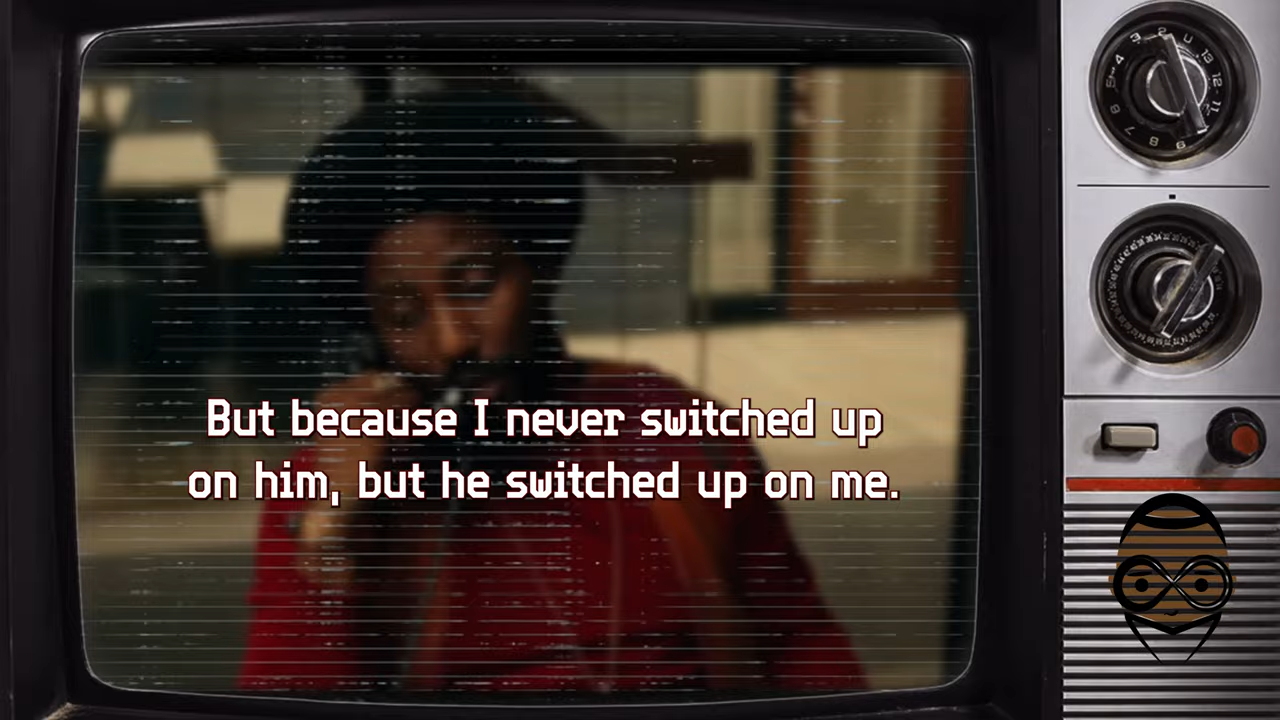 But because I never switched up
on him, but he switched up on me.